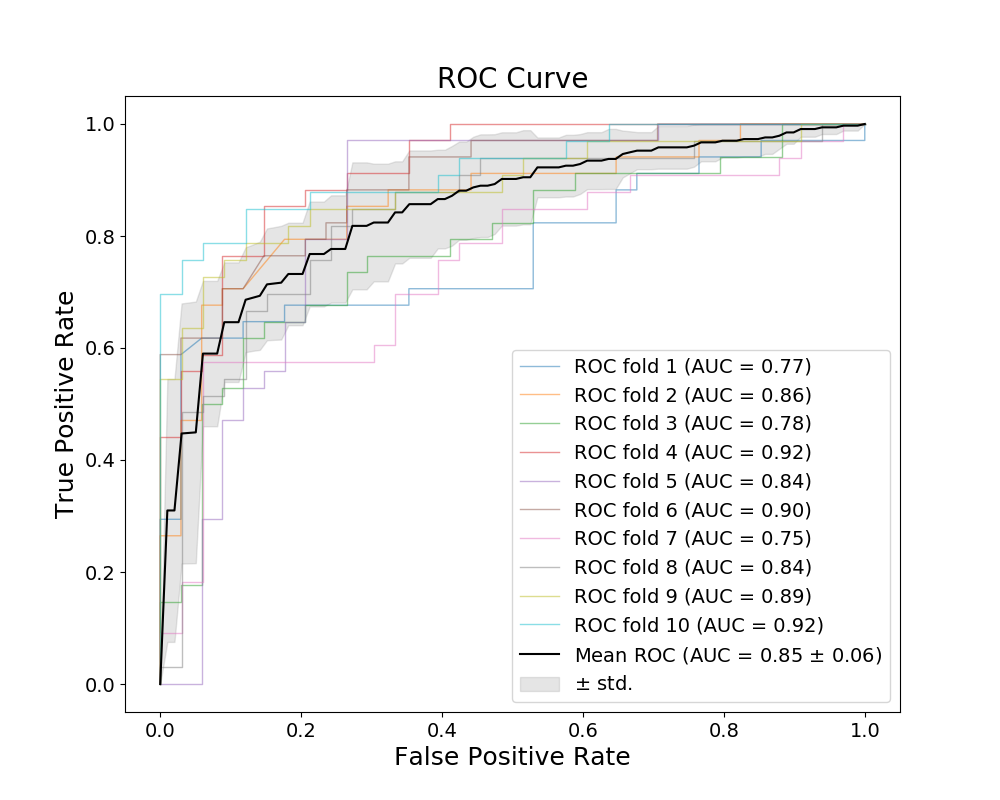 ROC Curve
1.0
0.8
0.6
0.4
0.2
0.0
True Positive Rate
ROC fold 1 (AUC = 0.77)
ROC fold 2 (AUC = 0.86)
ROC fold 3 (AUC = 0.78)
ROC fold 4 (AUC = 0.92)
ROC fold 5 (AUC = 0.84)
ROC fold 6 (AUC = 0.90)
ROC fold 7 (AUC = 0.75)
ROC fold 8 (AUC = 0.84)
ROC fold 9 (AUC = 0.89)
ROC fold 10 (AUC = 0.92)
Mean ROC (AUC = 0.85 ± 0.06)
± std.
0.0 0.2 0.4 0.6 0.8 1.0
False Positive Rate